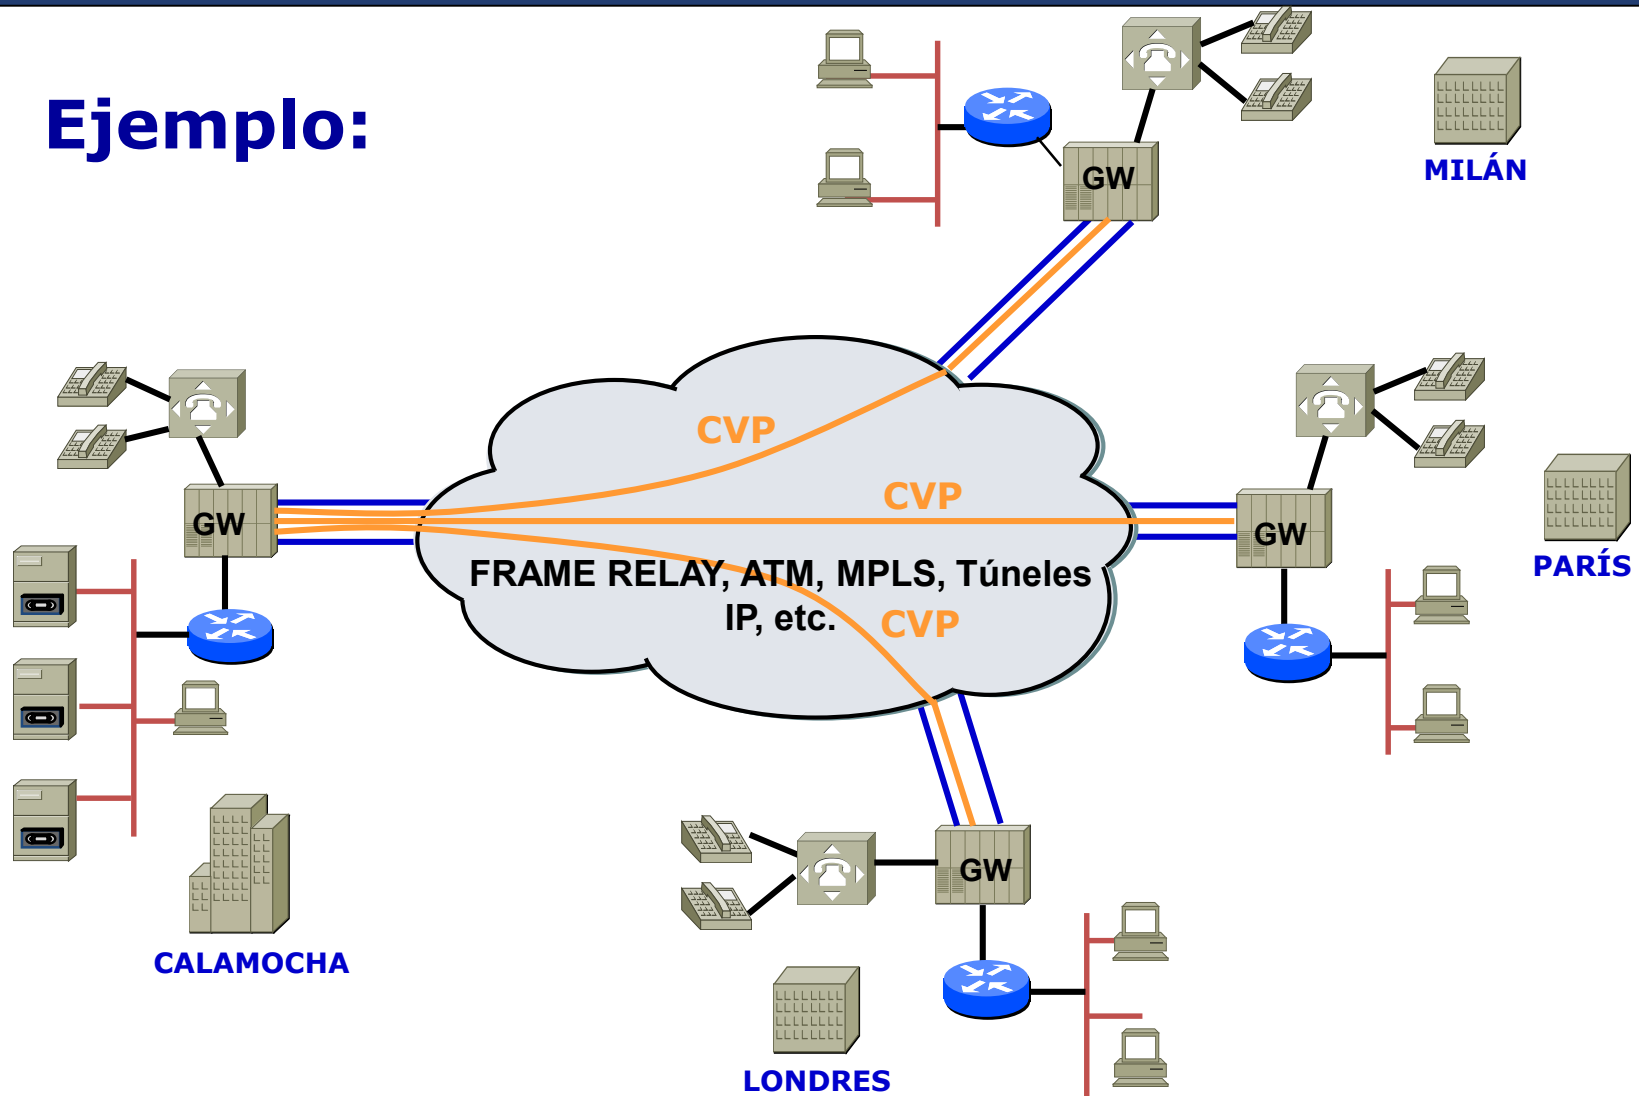 Ejemplo:
GW
MILÁN
CVP
CVP
GW
GW
PARÍS
FRAME RELAY, ATM, MPLS, Túneles
IP, etc.
CVP
GW
CALAMOCHA
LONDRES